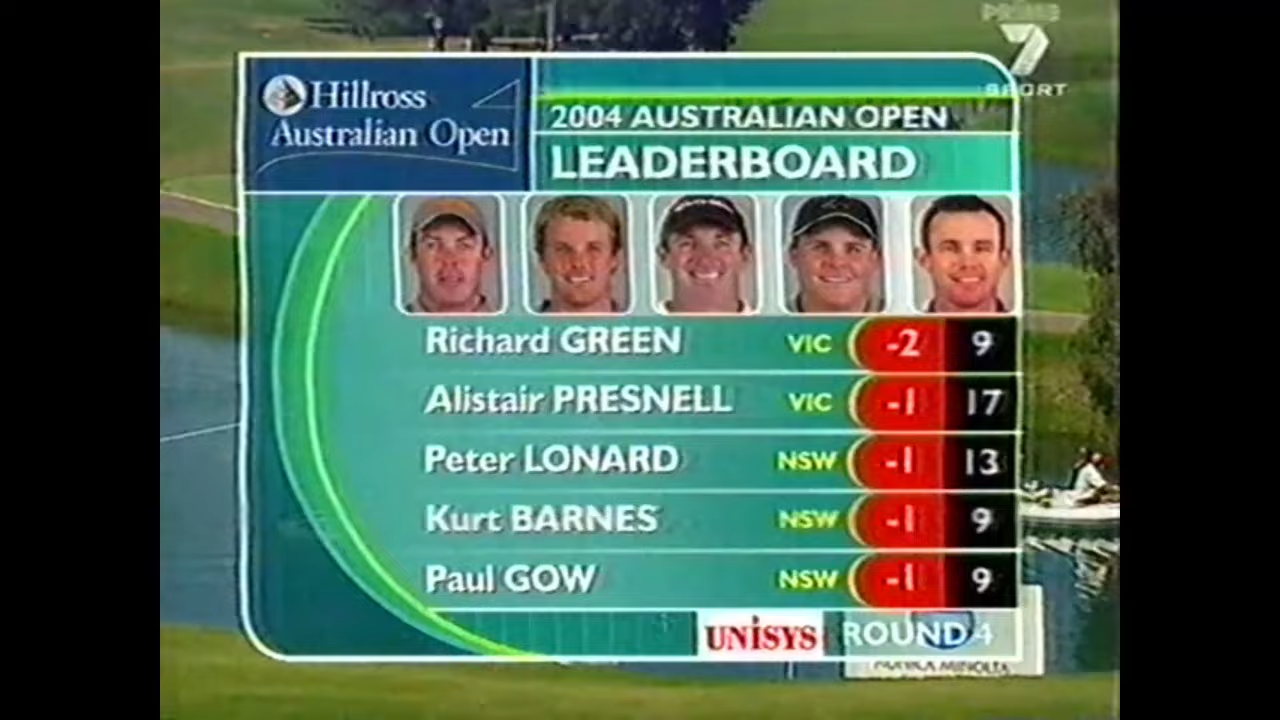 PRIME
7
SPORT
Hillross
Australian Open
2004 AUSTRALIAN OPEN
LEADERBOARD
Richard GREEN VIC -2 9
Alistair PRESNELL VIC -1 17
Peter LONARD NSW -1 13
Kurt BARNES NSW -1 9
Paul GOW NSW -1 9
UNISYS ROUND 4
KONICA MINOLTA